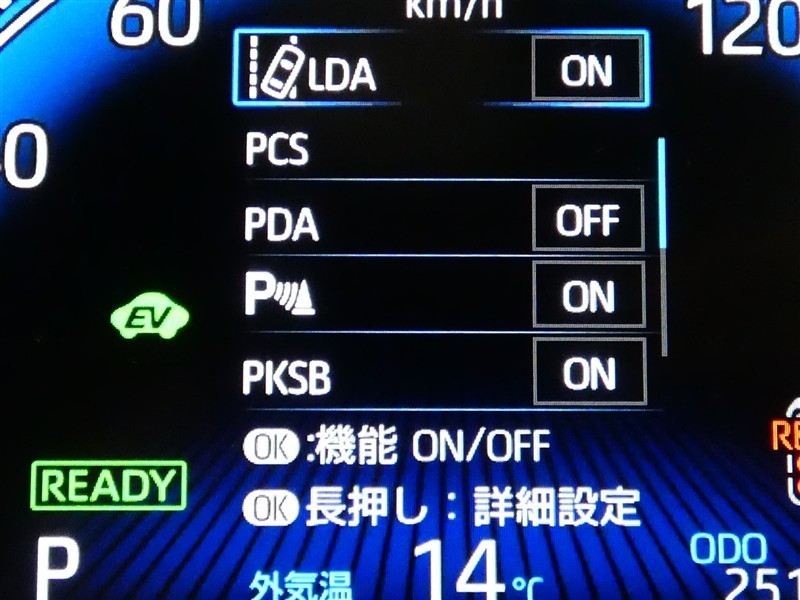 km/h
60
120
LDA ON
PCS
PDA OFF
P ON
EV
PKSB ON
OK :機能 ON/OFF
READY
OK 長押し : 詳細設定
P
外気温 14 ℃
ODO
251